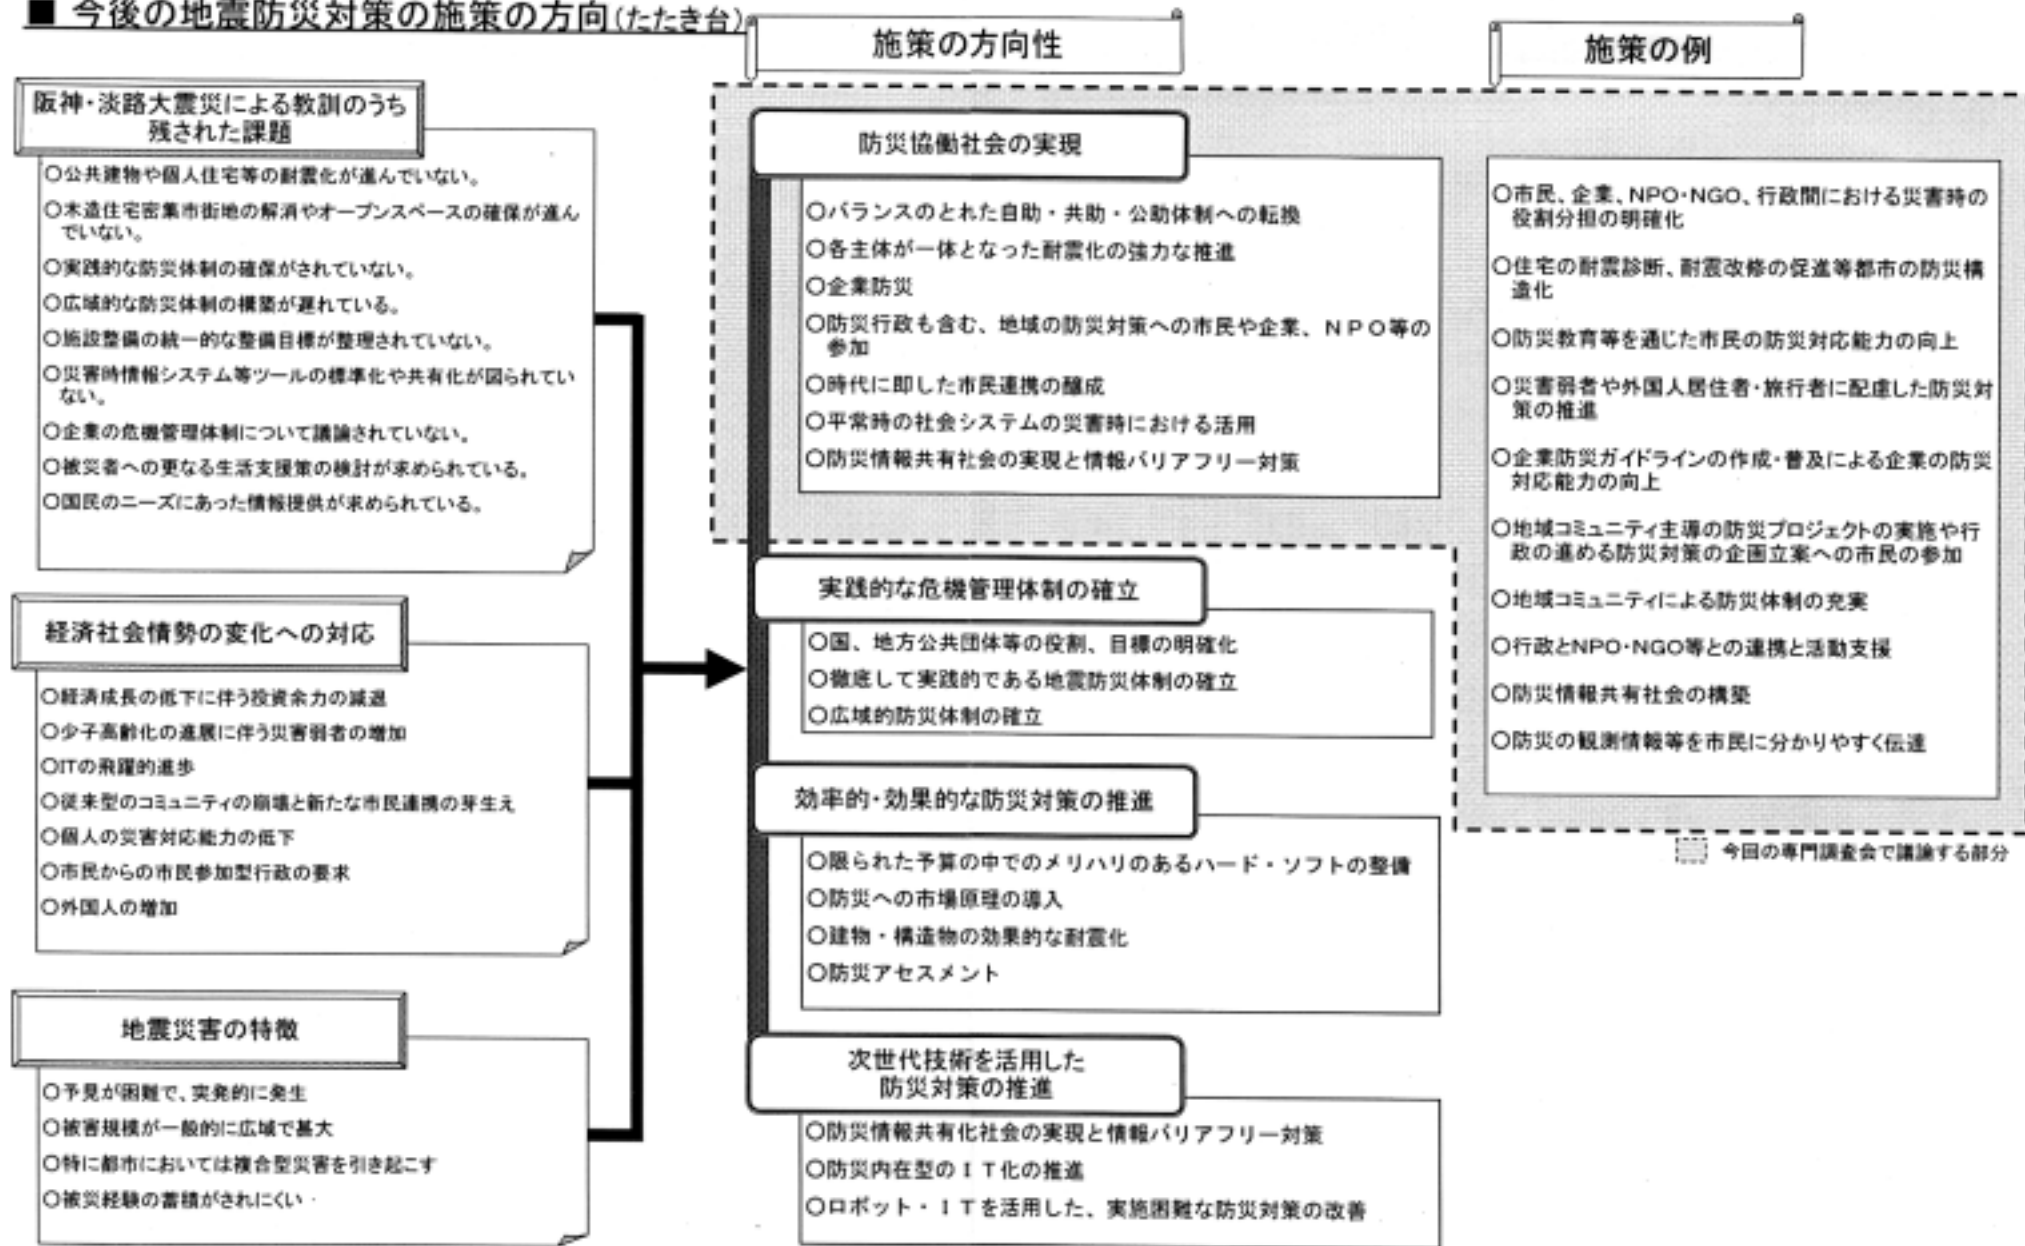 ■ 今後の地震防災対策の施策の方向(たたき台)
施策の方向性
施策の例
阪神・淡路大震災による教訓のうち
残された課題
○公共建物や個人住宅等の耐震化が進んでいない。
○木造住宅密集市街地の解消やオープンスペースの確保が進ん
でいない。
○実践的な防災体制の確保がされていない。
○広域的な防災体制の構築が遅れている。
○施設整備の統一的な整備目標が整理されていない。
○災害時情報システム等ツールの標準化や共有化が図られてい
ない。
○企業の危機管理体制について議論されていない。
○被災者への更なる生活支援策の検討が求められている。
○国民のニーズにあった情報提供が求められている。
経済社会情勢の変化への対応
○経済成長の低下に伴う投資余力の減退
○少子高齢化の進展に伴う災害弱者の増加
○ITの飛躍的進歩
○従来型のコミュニティの崩壊と新たな市民連携の芽生え
○個人の災害対応能力の低下
○市民からの市民参加型行政の要求
○外国人の増加
地震災害の特徴
○予見が困難で、突発的に発生
○被害規模が一般的に広域で甚大
○特に都市においては複合型災害を引き起こす
○被災経験の蓄積がされにくい
防災協働社会の実現
○バランスのとれた自助・共助・公助体制への転換
○各主体が一体となった耐震化の強力な推進
○企業防災
○防災行政も含む、地域の防災対策への市民や企業、NPO等の
参加
○時代に即した市民連携の醸成
○平常時の社会システムの災害時における活用
○防災情報共有社会の実現と情報バリアフリー対策
実践的な危機管理体制の確立
○国、地方公共団体等の役割、目標の明確化
○徹底して実践的である地震防災体制の確立
○広域的防災体制の確立
効率的・効果的な防災対策の推進
○限られた予算の中でのメリハリのあるハード・ソフトの整備
○防災への市場原理の導入
○建物・構造物の効果的な耐震化
○防災アセスメント
次世代技術を活用した
防災対策の推進
○防災情報共有化社会の実現と情報バリアフリー対策
○防災内在型のIT化の推進
○ロボット・ITを活用した、実施困難な防災対策の改善
○市民、企業、NPO・NGO、行政間における災害時の
役割分担の明確化
○住宅の耐震診断、耐震改修の促進等都市の防災構
造化
○防災教育等を通じた市民の防災対応能力の向上
○災害弱者や外国人居住者・旅行者に配慮した防災対
策の推進
○企業防災ガイドラインの作成・普及による企業の防災
対応能力の向上
○地域コミュニティ主導の防災プロジェクトの実施や行
政の進める防災対策の企画立案への市民の参加
○地域コミュニティによる防災体制の充実
○行政とNPO・NGO等との連携と活動支援
○防災情報共有社会の構築
○防災の観測情報等を市民に分かりやすく伝達
今回の専門調査会で議論する部分